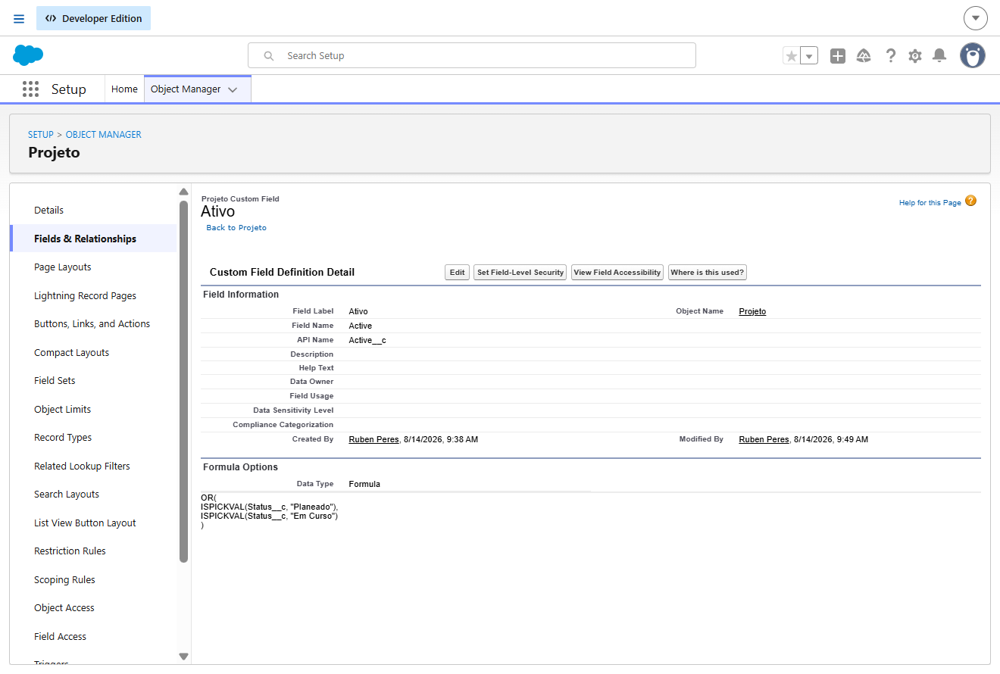 Developer Edition
Search Setup
Setup
Home
Object Manager
SETUP > OBJECT MANAGER
Projeto
Details
Fields & Relationships
Page Layouts
Lightning Record Pages
Buttons, Links, and Actions
Compact Layouts
Field Sets
Object Limits
Record Types
Related Lookup Filters
Search Layouts
List View Button Layout
Restriction Rules
Scoping Rules
Object Access
Field Access
Triggers
Projeto Custom Field
Ativo
Back to Projeto
Help for this Page ?
Custom Field Definition Detail
Edit
Set Field-Level Security
View Field Accessibility
Where is this used?
Field Information
Field Label Ativo Object Name Projeto
Field Name Active
API Name Active__c
Description
Help Text
Data Owner
Field Usage
Data Sensitivity Level
Compliance Categorization
Created By Ruben Peres, 8/14/2026, 9:38 AM Modified By Ruben Peres, 8/14/2026, 9:49 AM
Formula Options
Data Type Formula
OR(
ISPICKVAL(Status__c, "Planeado"),
ISPICKVAL(Status__c, "Em Curso")
)